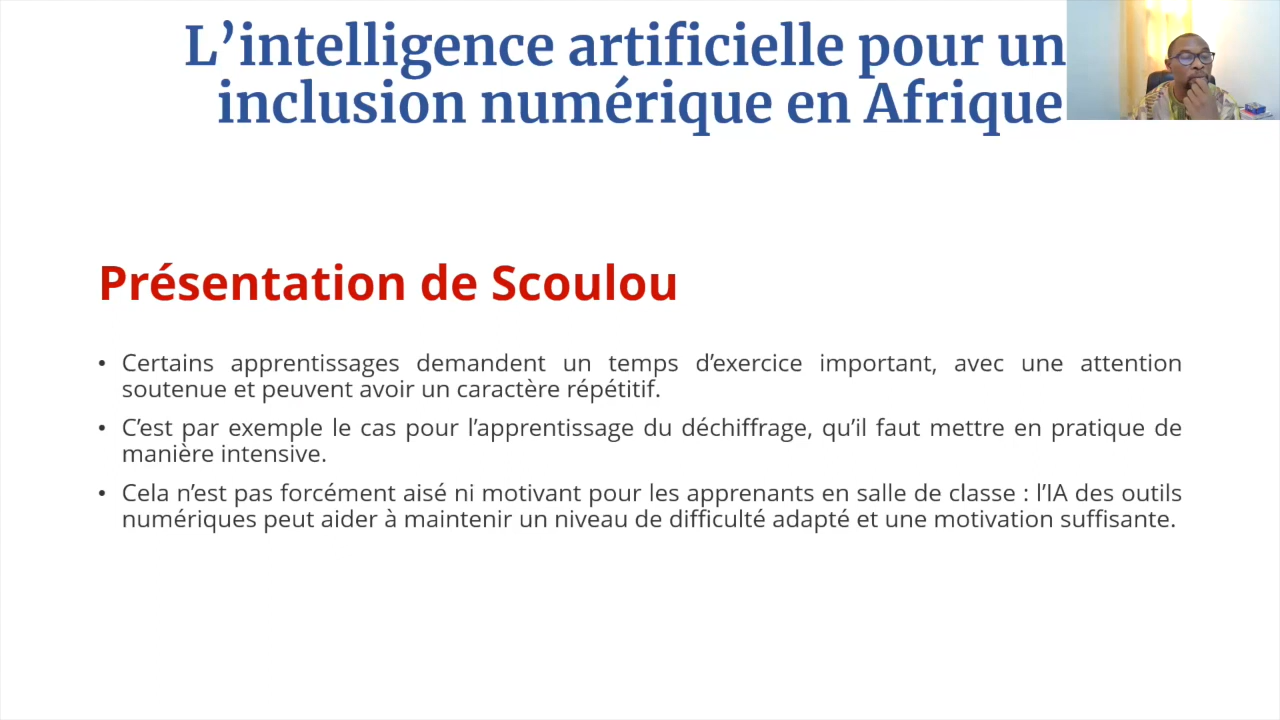 L’intelligence artificielle pour un
inclusion numérique en Afrique
Présentation de Scoulou
• Certains apprentissages demandent un temps d’exercice important, avec une attention
soutenue et peuvent avoir un caractère répétitif.
• C’est par exemple le cas pour l’apprentissage du déchiffrage, qu’il faut mettre en pratique de
manière intensive.
• Cela n’est pas forcément aisé ni motivant pour les apprenants en salle de classe : l’IA des outils
numériques peut aider à maintenir un niveau de difficulté adapté et une motivation suffisante.